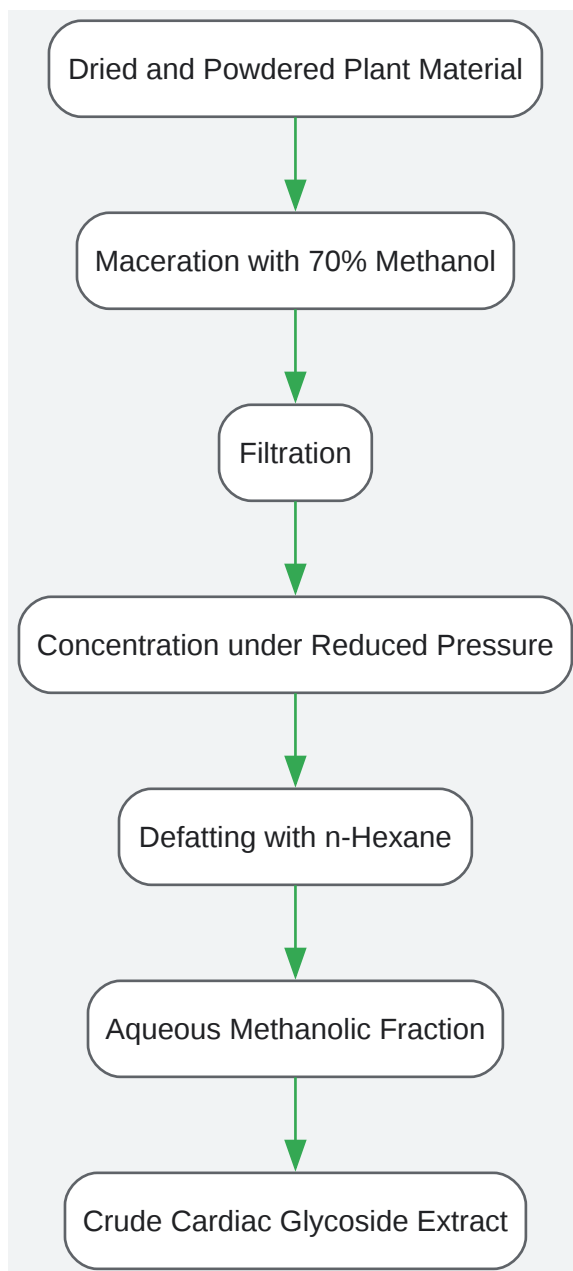 Dried and Powdered Plant Material
Maceration with 70% Methanol
Filtration
Concentration under Reduced Pressure
Defatting with n-Hexane
Aqueous Methanolic Fraction
Crude Cardiac Glycoside Extract